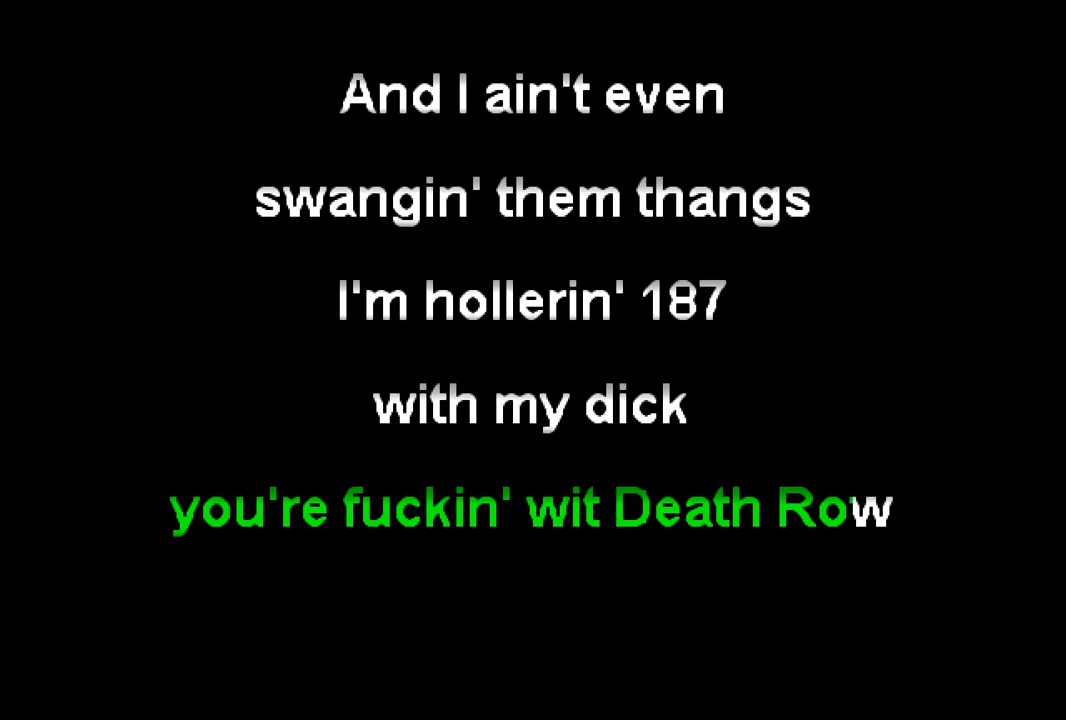 And I ain't even
swangin' them thangs
I'm hollerin' 187
with my dick
you're fuckin' wit Death Row